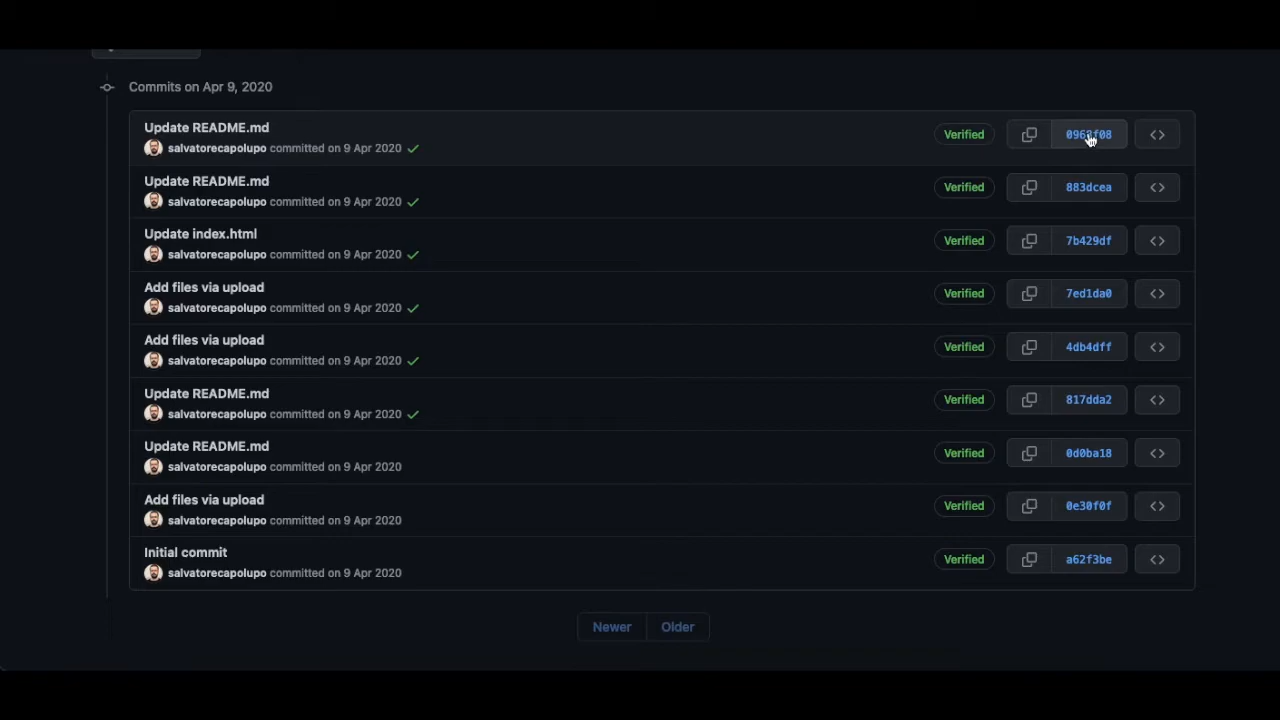 Commits on Apr 9, 2020
Update README.md
Verified
salvatorecapolupo committed on 9 Apr 2020
Update README.md
Verified 883dcea
salvatorecapolupo committed on 9 Apr 2020
Update index.html
Verified 7b429df
salvatorecapolupo committed on 9 Apr 2020
Add files via upload
Verified 7ed1da0
salvatorecapolupo committed on 9 Apr 2020
Add files via upload
Verified 4db4dff
salvatorecapolupo committed on 9 Apr 2020
Update README.md
Verified 817dda2
salvatorecapolupo committed on 9 Apr 2020
Update README.md
Verified 0d0ba18
salvatorecapolupo committed on 9 Apr 2020
Add files via upload
Verified 0e30f0f
salvatorecapolupo committed on 9 Apr 2020
Initial commit
Verified a62f3be
salvatorecapolupo committed on 9 Apr 2020
Newer Older